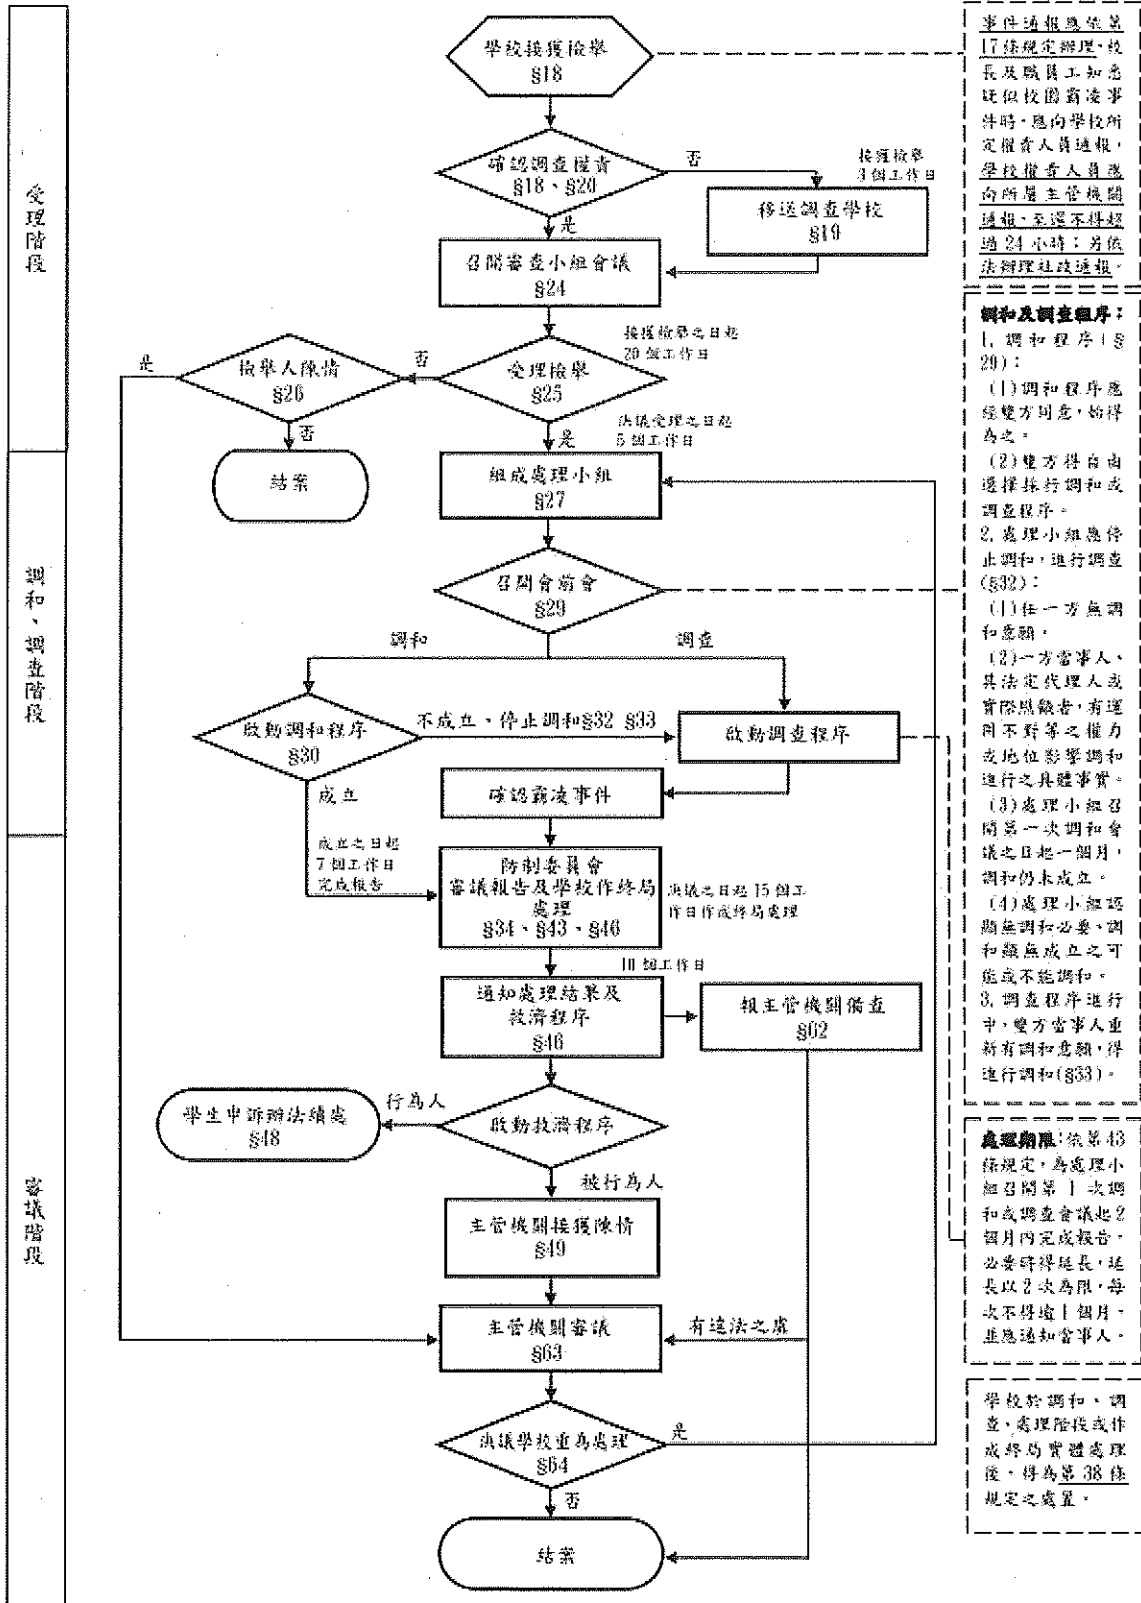 受理階段
調和、調查階段
審議階段
學校接獲檢舉
§18
確認調查權責
§18、§20
否
接獲檢舉
3個工作日
移送調查學校
§19
是
召開審查小組會議
§24
接獲檢舉之日起
20個工作日
受理檢舉
§25
否
檢舉人陳情
§26
是
否
結案
決議受理之日起
5個工作日
是
組成處理小組
§27
召開會前會
§29
調和
調查
啟動調和程序
§30
不成立、停止調和§32 §33
啟動調查程序
成立
確認霸凌事件
成立之日起
7個工作日
完成報告
防制委員會
審議報告及學校作終局
處理
§34、§43、§46
決議之日起15個工
作日作成終局處理
10個工作日
通知處理結果及
救濟程序
§46
報主管機關備查
§62
啟動救濟程序
行為人
學生申訴辦法續處
§48
被行為人
主管機關接獲陳情
§49
主管機關審議
§63
有違法之處
決議學校重為處理
§64
是
否
結案
事件通報應依第
17條規定辦理,校
長及職員工知悉
疑似校園霸凌事
件時,應向學校所
定權責人員通報,
學校權責人員應
向所屬主管機關
通報,至遲不得超
過24小時;另依
法辦理社政通報。
調和及調查程序:
1.調和程序(§
29):
(1)調和程序應
經雙方同意,始得
為之。
(2)雙方得自由
選擇採行調和或
調查程序。
2.處理小組應停
止調和,進行調查
(§32):
(1)任一方無調
和意願。
(2)一方當事人、
其法定代理人或
實際照顧者,有運
用不對等之權力
或地位影響調和
進行之具體事實。
(3)處理小組召
開第一次調和會
議之日起一個月,
調和仍未成立。
(4)處理小組認
顯無調和必要、調
和顯無成立之可
能或不能調和。
3.調查程序進行
中,雙方當事人重
新有調和意願,得
進行調和(§33)。
處理期限:依第43
條規定,為處理小
組召開第1次調
和或調查會議起2
個月內完成報告,
必要時得延長,延
長以2次為限,每
次不得逾1個月,
並應通知當事人。
學校於調和、調
查、處理階段或作
成終局實體處理
後,得為第38條
規定之處置。